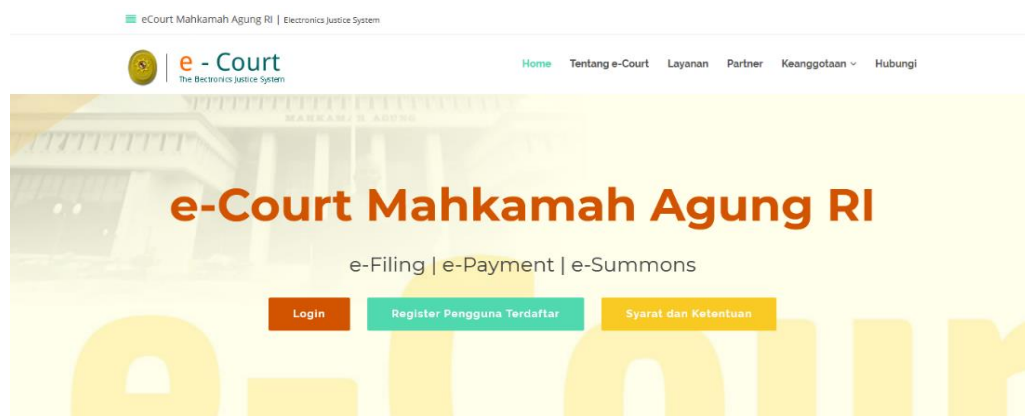 eCourt Mahkamah Agung RI | Electronics Justice System
e - Court
The Electronics Justice System
Home Tentang e-Court Layanan Partner Keanggotaan Hubungi
MAHKAMAH AGUNG
e-Court Mahkamah Agung RI
e-Filing | e-Payment | e-Summons
Login Register Pengguna Terdaftar Syarat dan Ketentuan
e-Cour